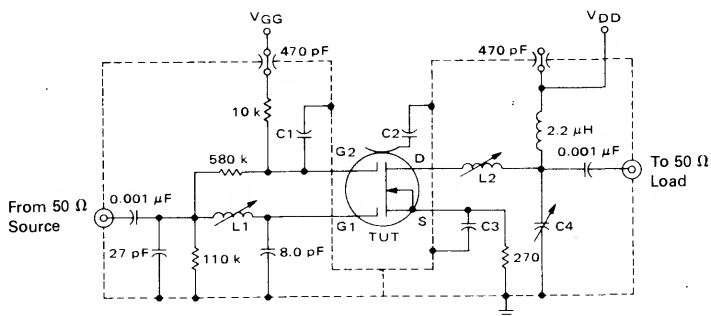 VGG
VDD
470 pF
470 pF
10 k
C1
C2
2.2 μH
0.001 μF
580 k
G2
D
L2
To 50 Ω
Load
From 50 Ω
Source
0.001 μF
L1
G1
S
TUT
C3
C4
27 pF
110 k
8.0 pF
270